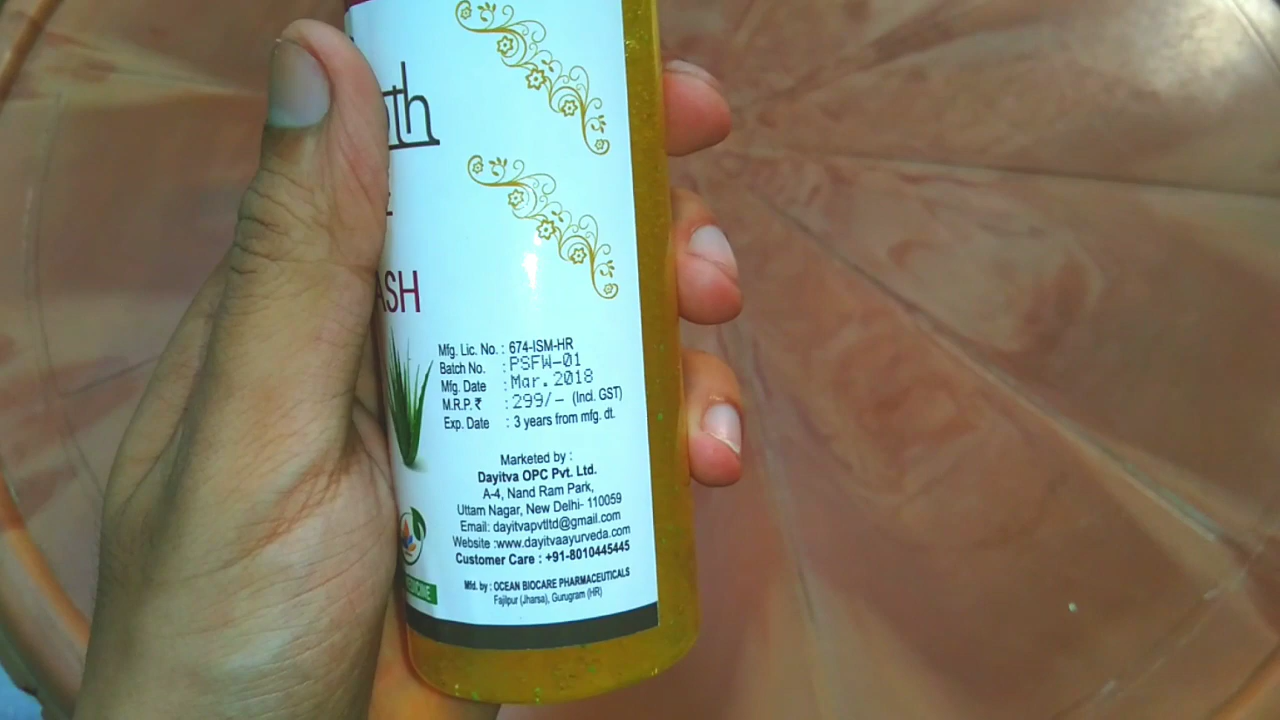 Mfg. Lic. No. : 674-ISM-HR
Batch No. : PSFW-01
Mfg. Date : Mar. 2018
M.R.P. ₹ : 299/- (Incl. GST)
Exp. Date : 3 years from mfg. dt.
Marketed by :
Dayitva OPC Pvt. Ltd.
A-4, Nand Ram Park,
Uttam Nagar, New Delhi- 110059
Email: dayitvapvtltd@gmail.com
Website :www.dayitvaayurveda.com
Customer Care : +91-8010445445
Mfd. by : OCEAN BIOCARE PHARMACEUTICALS
Fajilpur (Jharsa), Gurugram (HR)